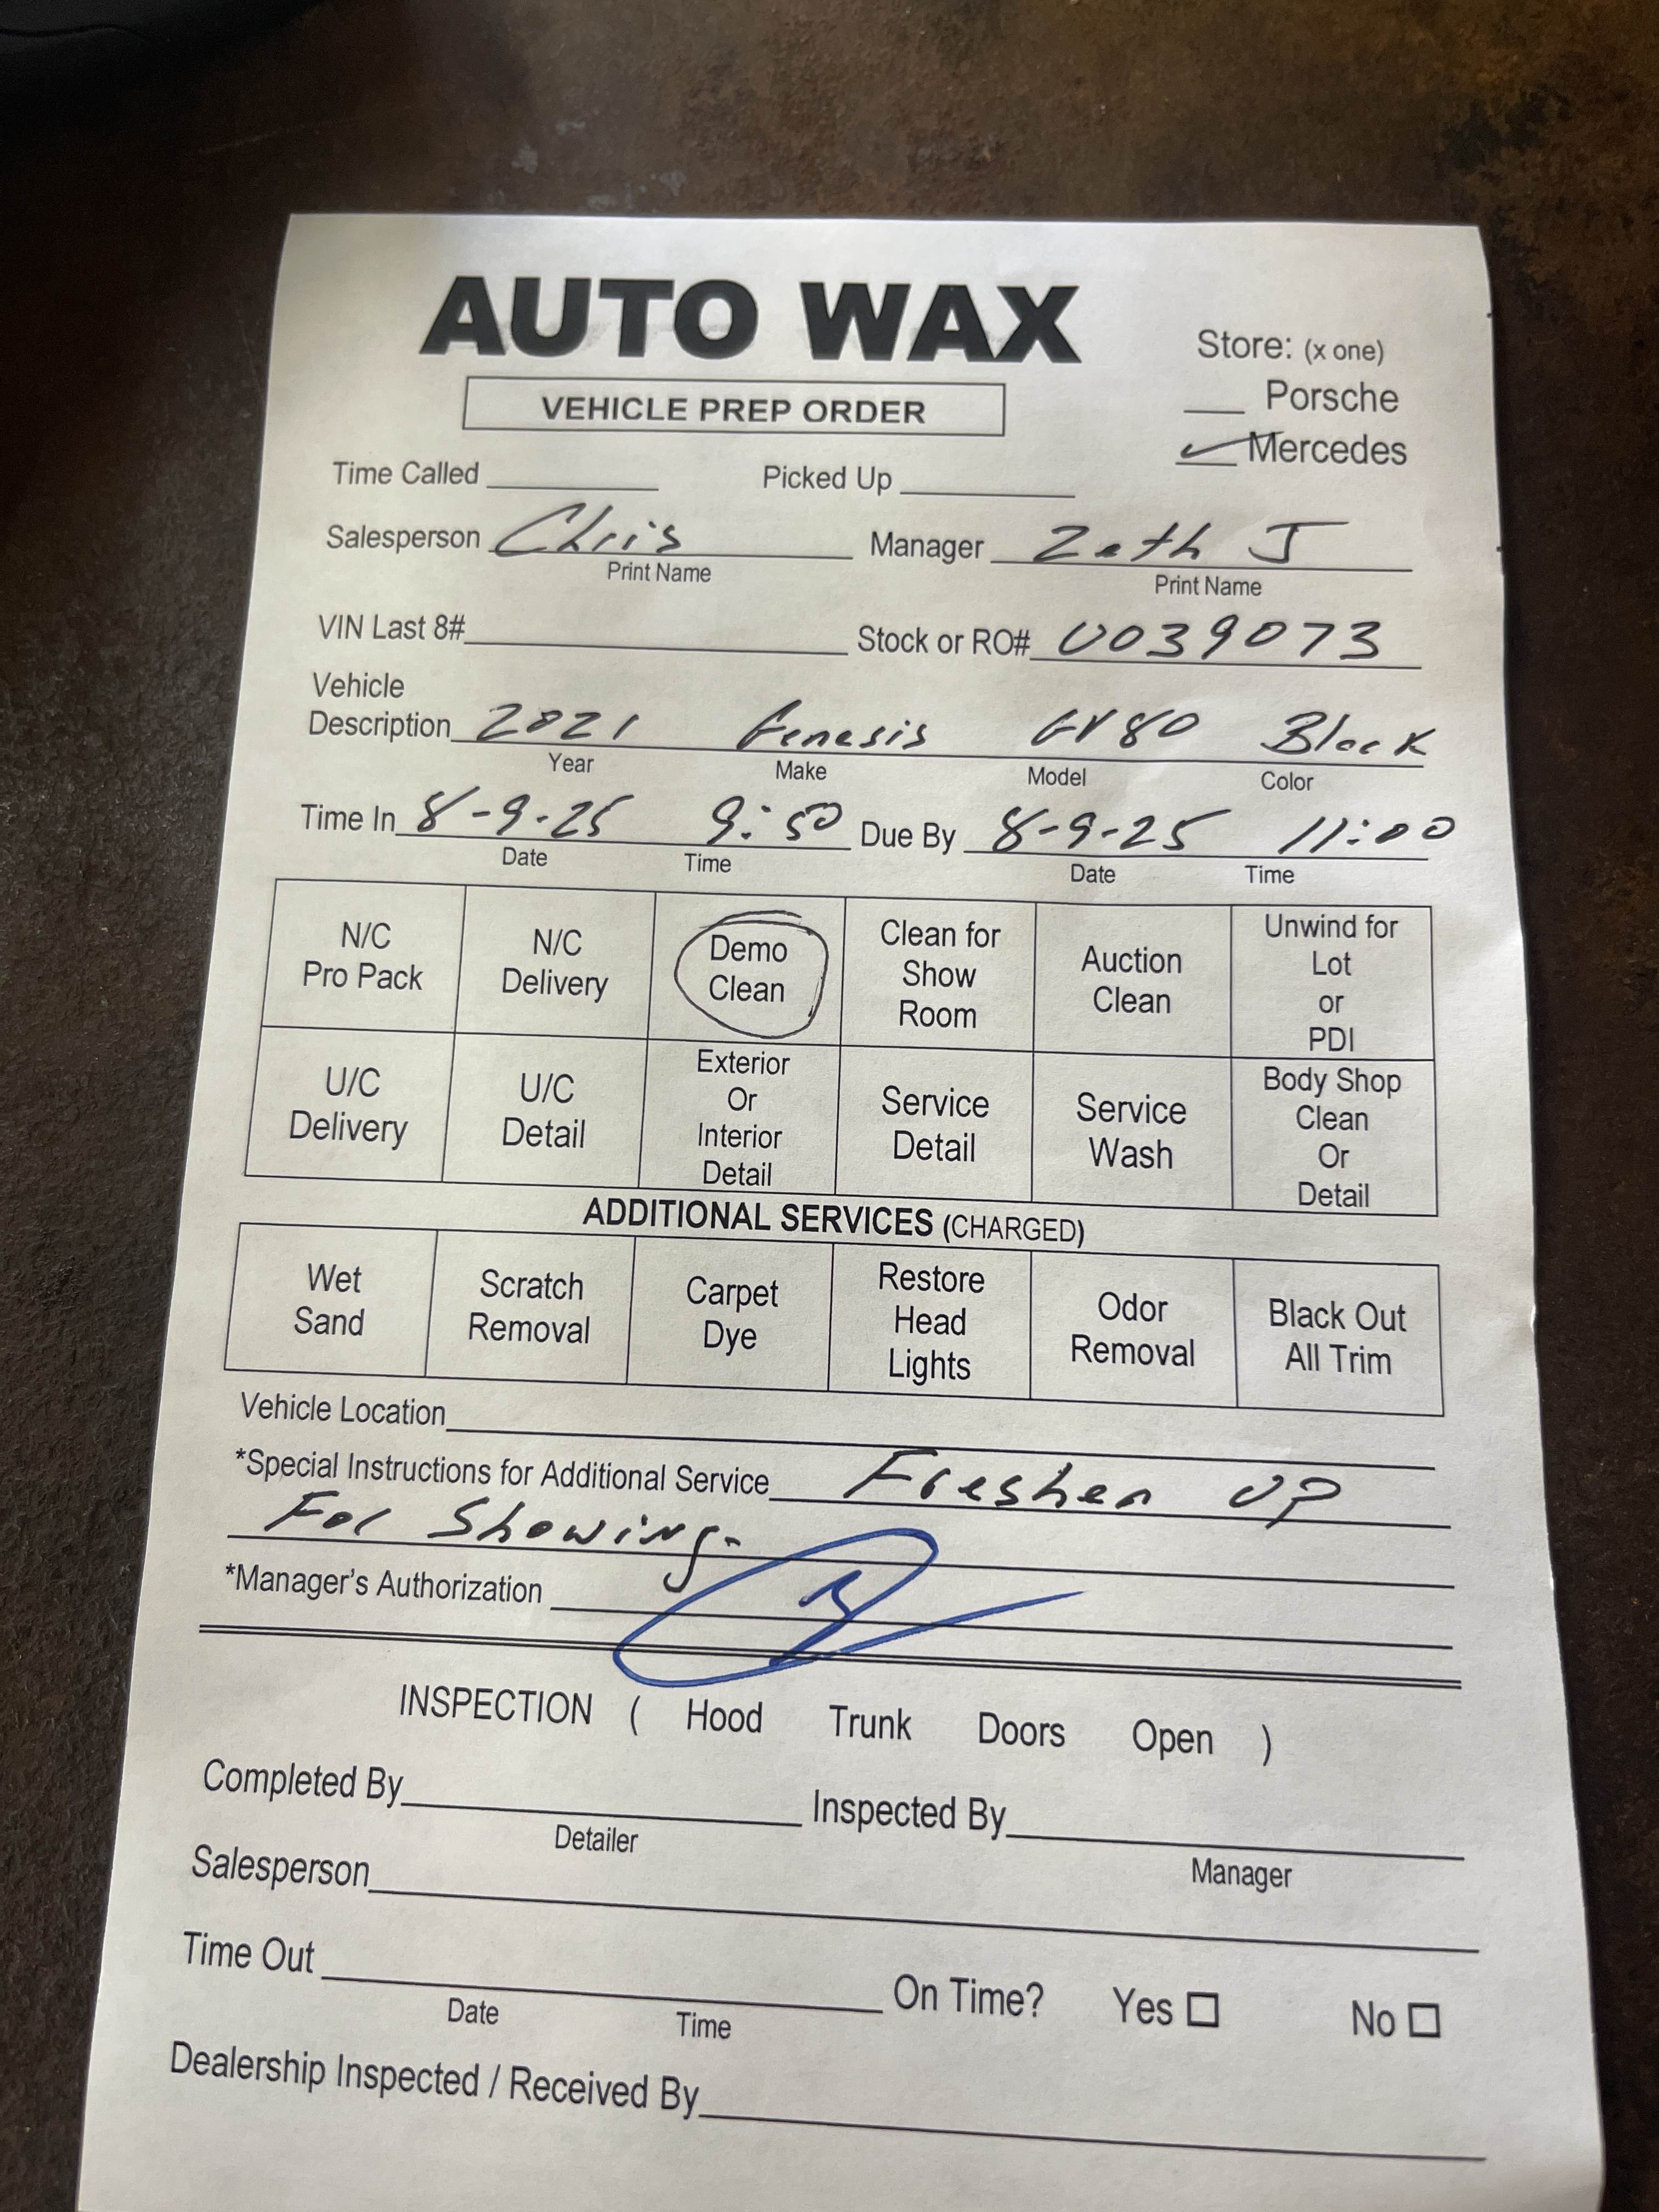 AUTO WAX
VEHICLE PREP ORDER
Store: (x one)
Porsche
Mercedes
Time Called Picked Up
Salesperson Chris Manager Zeth J
Print Name Print Name
VIN Last 8# Stock or RO# U039073
Vehicle
Description 2021 Genesis GV80 Black
Year Make Model Color
Time In 8-9-25 9:50 Due By 8-9-25 11:00
Date Time Date Time
N/C Pro Pack
N/C Delivery
Demo Clean
Clean for Show Room
Auction Clean
Unwind for Lot or PDI
U/C Delivery
U/C Detail
Exterior Or Interior Detail
Service Detail
Service Wash
Body Shop Clean Or Detail
ADDITIONAL SERVICES (CHARGED)
Wet Sand
Scratch Removal
Carpet Dye
Restore Head Lights
Odor Removal
Black Out All Trim
Vehicle Location
*Special Instructions for Additional Service Freshen UP
For Showing.
*Manager's Authorization
INSPECTION ( Hood Trunk Doors Open )
Completed By Inspected By
Detailer Manager
Salesperson
Time Out On Time? Yes No
Date Time
Dealership Inspected / Received By